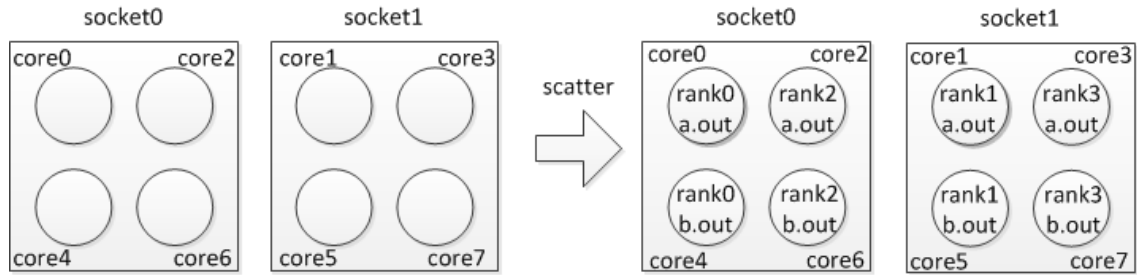 socket0
socket1
core0
core2
core4
core6
core1
core3
core5
core7
scatter
socket0
socket1
core0
core2
rank0
a.out
rank2
a.out
rank0
b.out
rank2
b.out
core4
core6
core1
core3
rank1
a.out
rank3
a.out
rank1
b.out
rank3
b.out
core5
core7